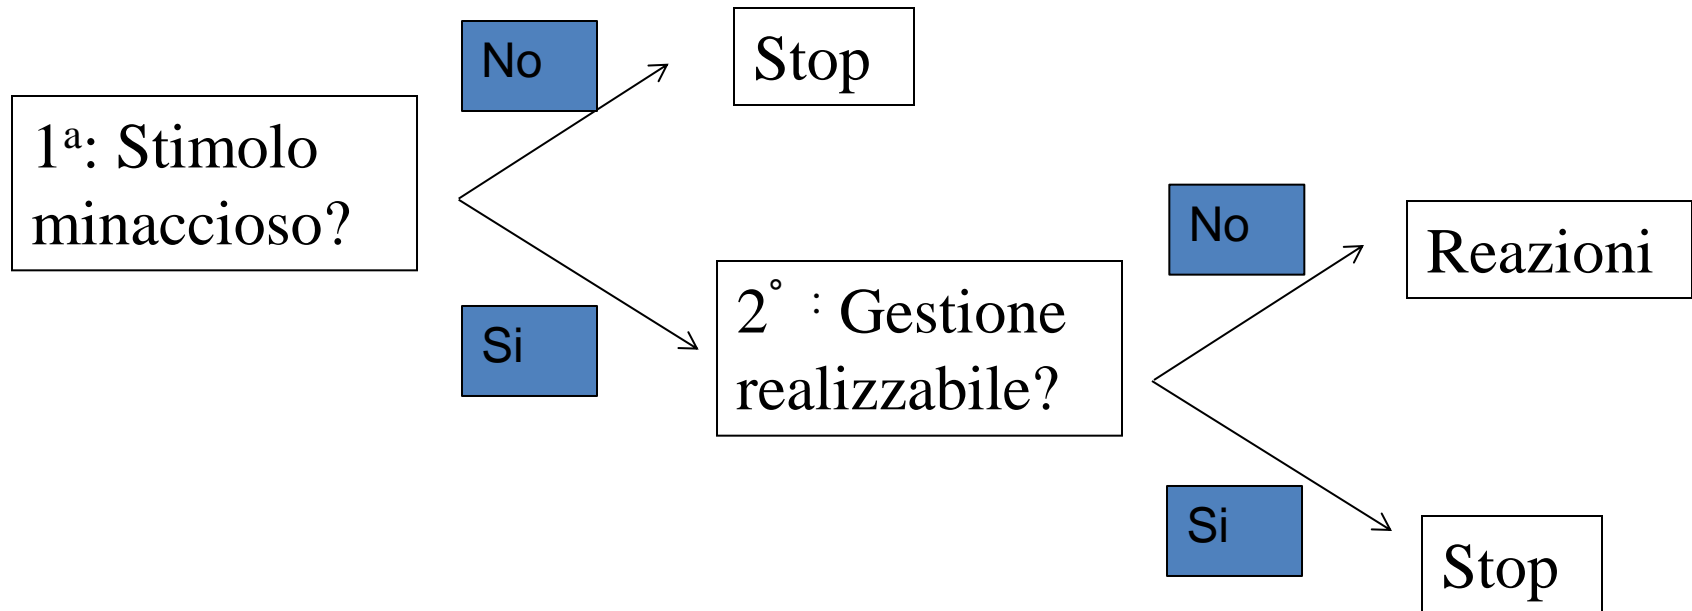 No
Stop
1ª: Stimolo
minaccioso?
Si
2° : Gestione
realizzabile?
No
Reazioni
Si
Stop